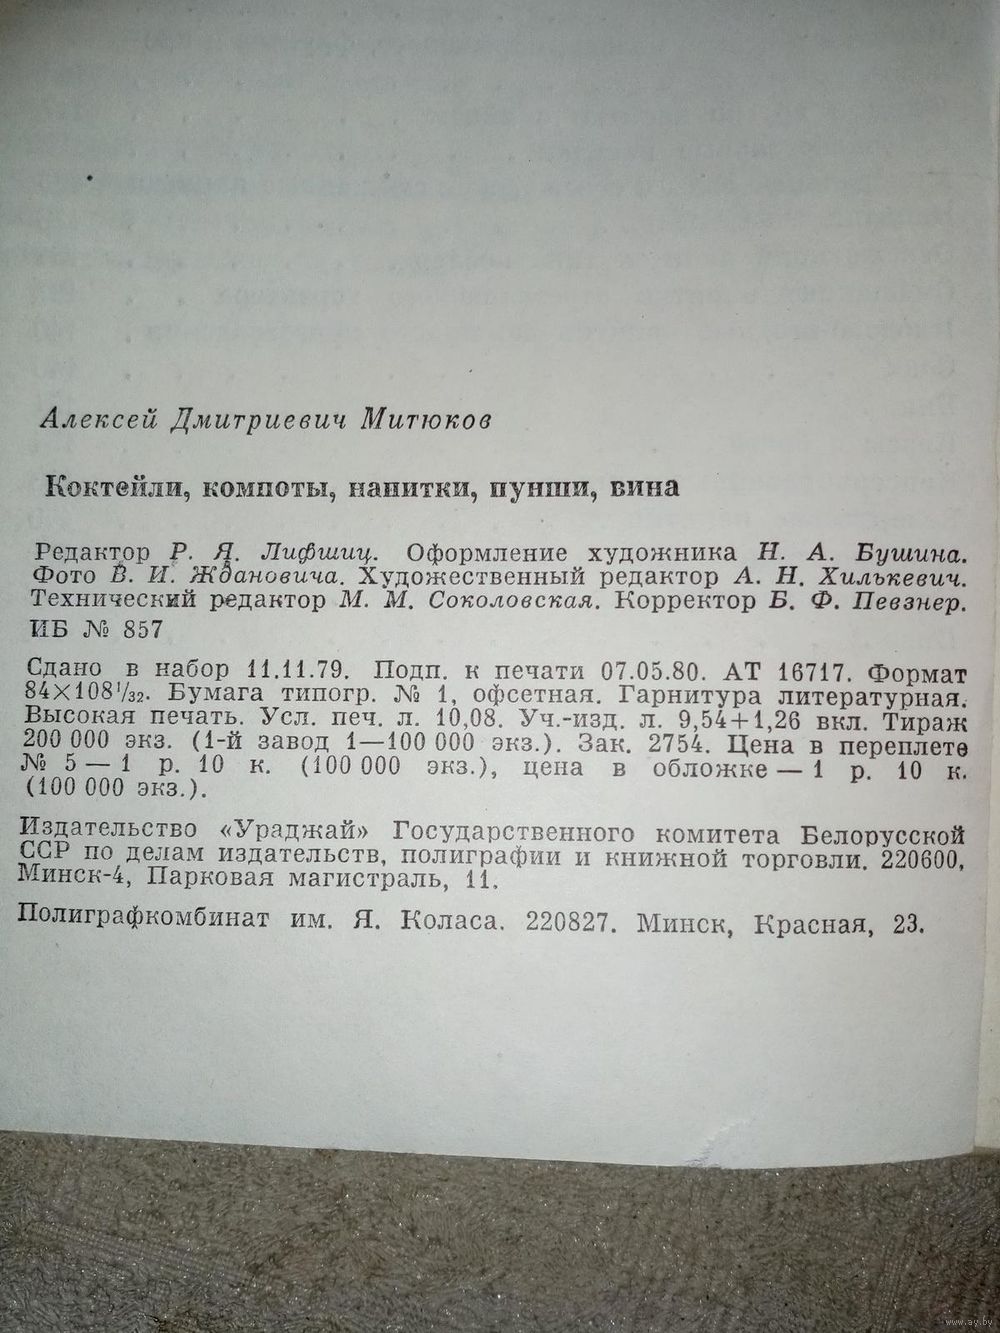 Алексей Дмитриевич Митюков
Коктейли, компоты, напитки, пунши, вина
Редактор Р. Я. Лифшиц. Оформление художника Н. А. Бушина.
Фото В. И. Ждановича. Художественный редактор А. Н. Хилькевич.
Технический редактор М. М. Соколовская. Корректор Б. Ф. Певзнер.
ИБ № 857
Сдано в набор 11.11.79. Подп. к печати 07.05.80. АТ 16717. Формат
84×108¹/₃₂. Бумага типогр. № 1, офсетная. Гарнитура литературная.
Высокая печать. Усл. печ. л. 10,08. Уч.-изд. л. 9,54+1,26 вкл. Тираж
200 000 экз. (1-й завод 1—100 000 экз.). Зак. 2754. Цена в переплете
№ 5 — 1 р. 10 к. (100 000 экз.), цена в обложке — 1 р. 10 к.
(100 000 экз.).
Издательство «Ураджай» Государственного комитета Белорусской
ССР по делам издательств, полиграфии и книжной торговли. 220600,
Минск-4, Парковая магистраль, 11.
Полиграфкомбинат им. Я. Коласа. 220827. Минск, Красная, 23.
www.ay.by